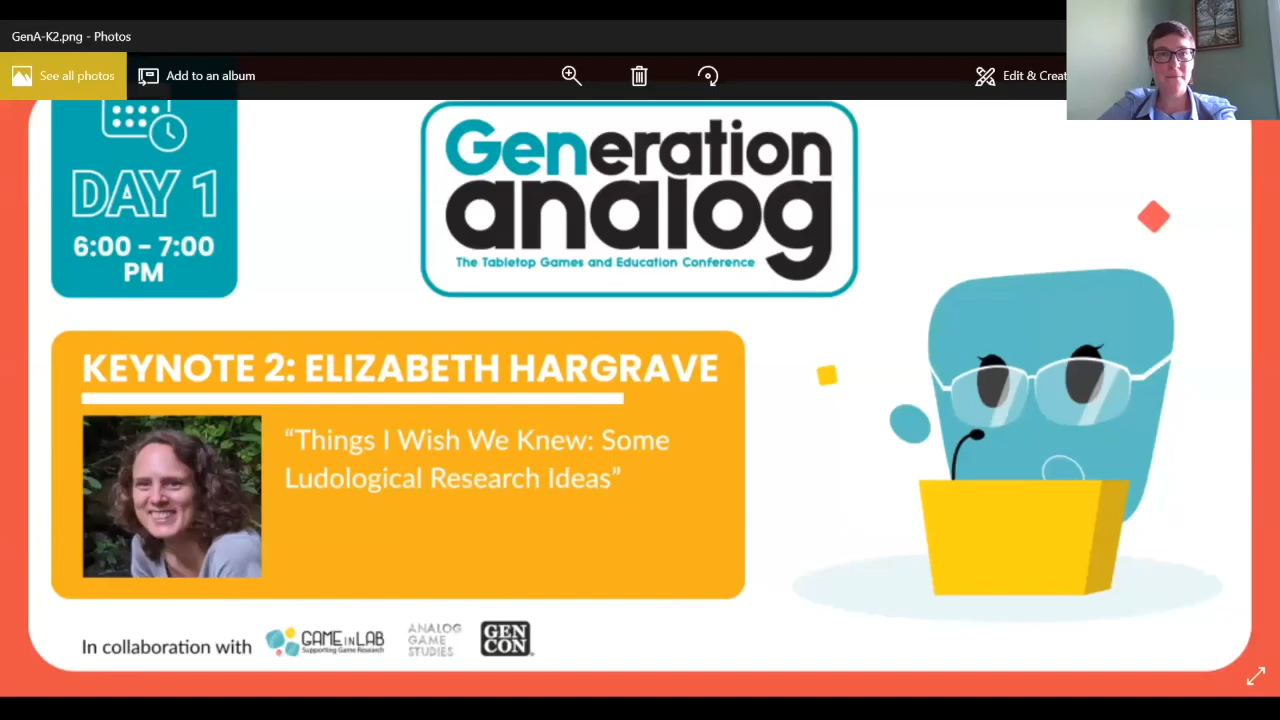 GenA-K2.png - Photos
See all photos
Add to an album
Edit & Creat
DAY 1
6:00 – 7:00
PM
Generation
analog
The Tabletop Games and Education Conference
KEYNOTE 2: ELIZABETH HARGRAVE
“Things I Wish We Knew: Some
Ludological Research Ideas”
In collaboration with
GAME IN LAB
Supporting Game Research
ANALOG
GAME
STUDIES
GEN
CON